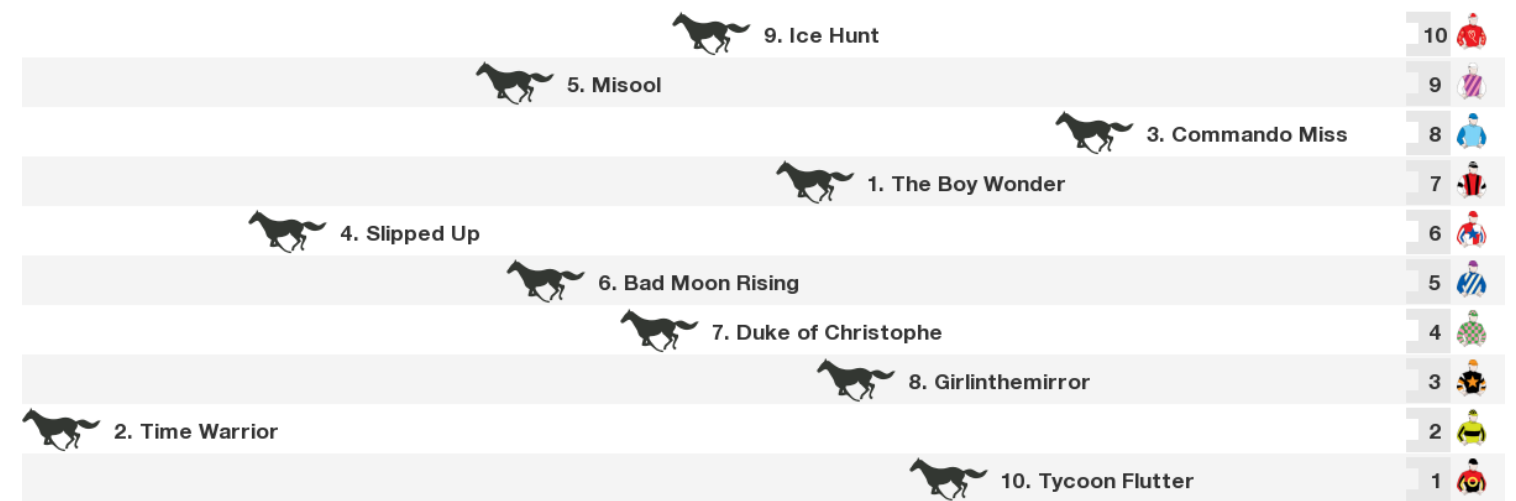 9. Ice Hunt 10
5. Misool 9
3. Commando Miss 8
1. The Boy Wonder 7
4. Slipped Up 6
6. Bad Moon Rising 5
7. Duke of Christophe 4
8. Girlinthemirror 3
2. Time Warrior 2
10. Tycoon Flutter 1